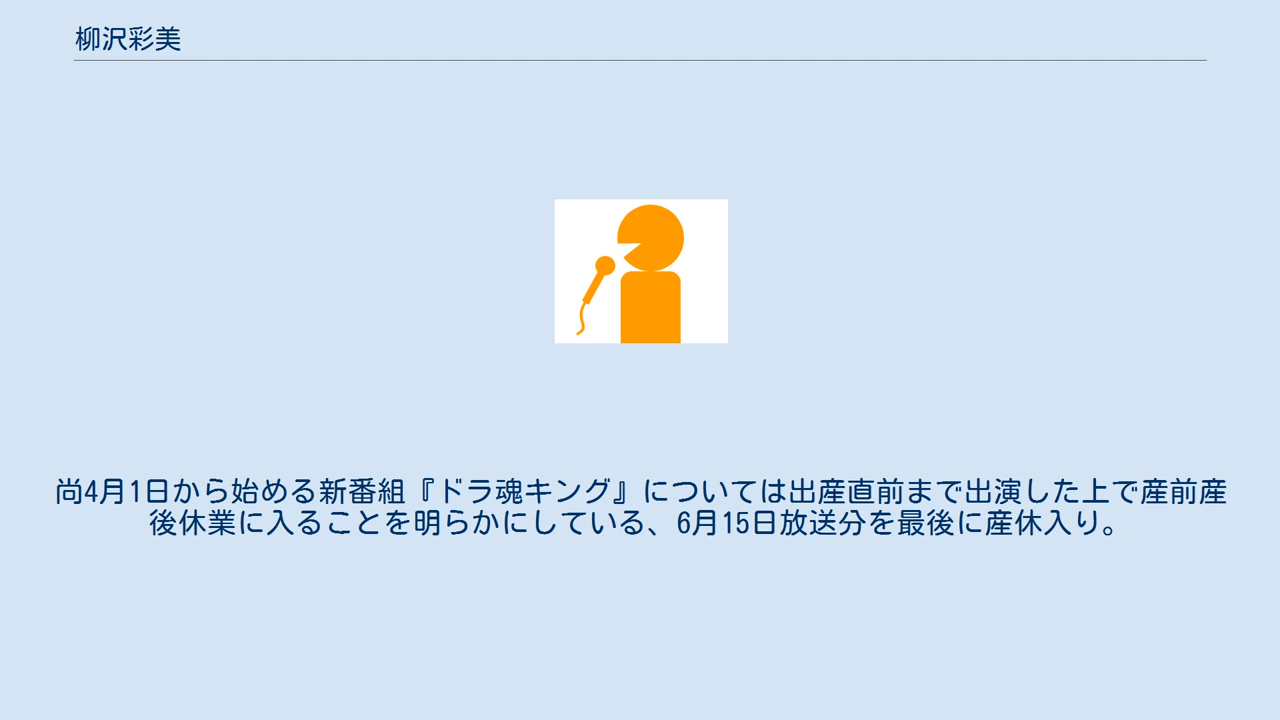 柳沢彩美
尚4月1日から始める新番組『ドラ魂キング』については出産直前まで出演した上で産前産
後休業に入ることを明らかにしている、6月15日放送分を最後に産休入り。